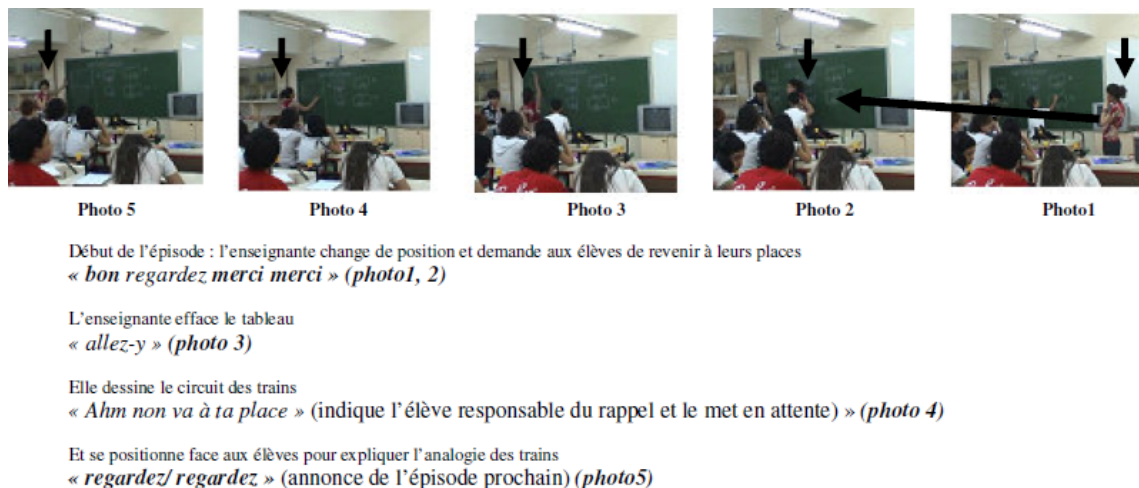 Photo 5 Photo 4 Photo 3 Photo 2 Photo1
Début de l'épisode : l'enseignante change de position et demande aux élèves de revenir à leurs places
« bon regardez merci merci » (photo1, 2)
L'enseignante efface le tableau
« allez-y » (photo 3)
Elle dessine le circuit des trains
« Ahm non va à ta place » (indique l'élève responsable du rappel et le met en attente) » (photo 4)
Et se positionne face aux élèves pour expliquer l'analogie des trains
« regardez/ regardez » (annonce de l'épisode prochain) (photo5)